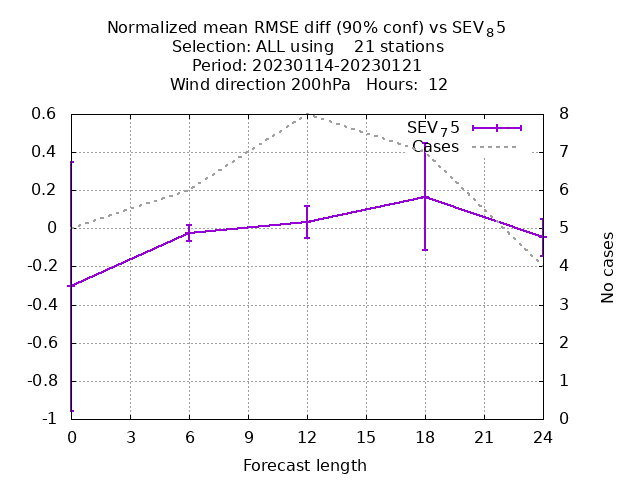 Normalized mean RMSE diff (90% conf) vs SEV₈5
Selection: ALL using    21 stations
Period: 20230114-20230121
Wind direction 200hPa   Hours:  12
0.6
0.4
0.2
0
-0.2
-0.4
-0.6
-0.8
-1
8
7
6
5
4
3
2
1
0
SEV₇5
Cases
No cases
0 3 6 9 12 15 18 21 24
Forecast length